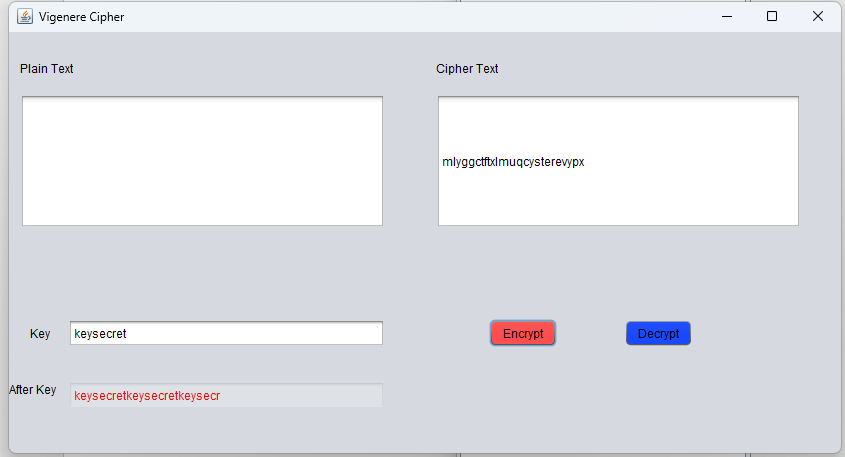 Vigenere Cipher
Plain Text
Cipher Text
mlyggctftxlmuqcysterevypx
Key
keysecret
Encrypt
Decrypt
After Key
keysecretkeysecretkeysecr